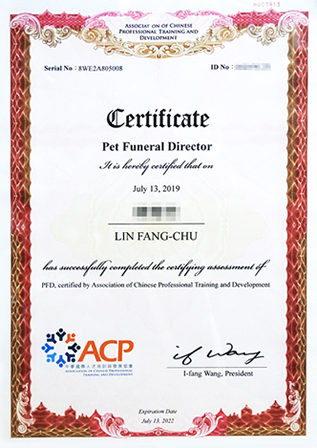 ASSOCIATION OF CHINESE
PROFESSIONAL TRAINING AND
DEVELOPMENT
Serial No : 8WE2A805008
ID No :
Certificate
Pet Funeral Director
It is hereby certified that on
July 13, 2019
LIN FANG-CHU
has successfully completed the certifying assessment of
PFD, certified by Association of Chinese Professional Training and Development
ACP
中華國際人才培訓與發展協會
ASSOCIATION OF CHINESE PROFESSIONAL
TRAINING AND DEVELOPMENT
I-fang Wang
I-fang Wang, President
Expiration Date
July 13, 2022